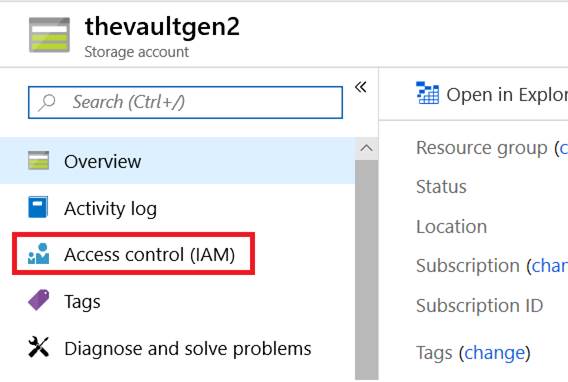 thevaultgen2
Storage account
Search (Ctrl+/)
«
Overview
Activity log
Access control (IAM)
Tags
Diagnose and solve problems
Open in Explor
Resource group (c
Status
Location
Subscription (chan
Subscription ID
Tags (change)